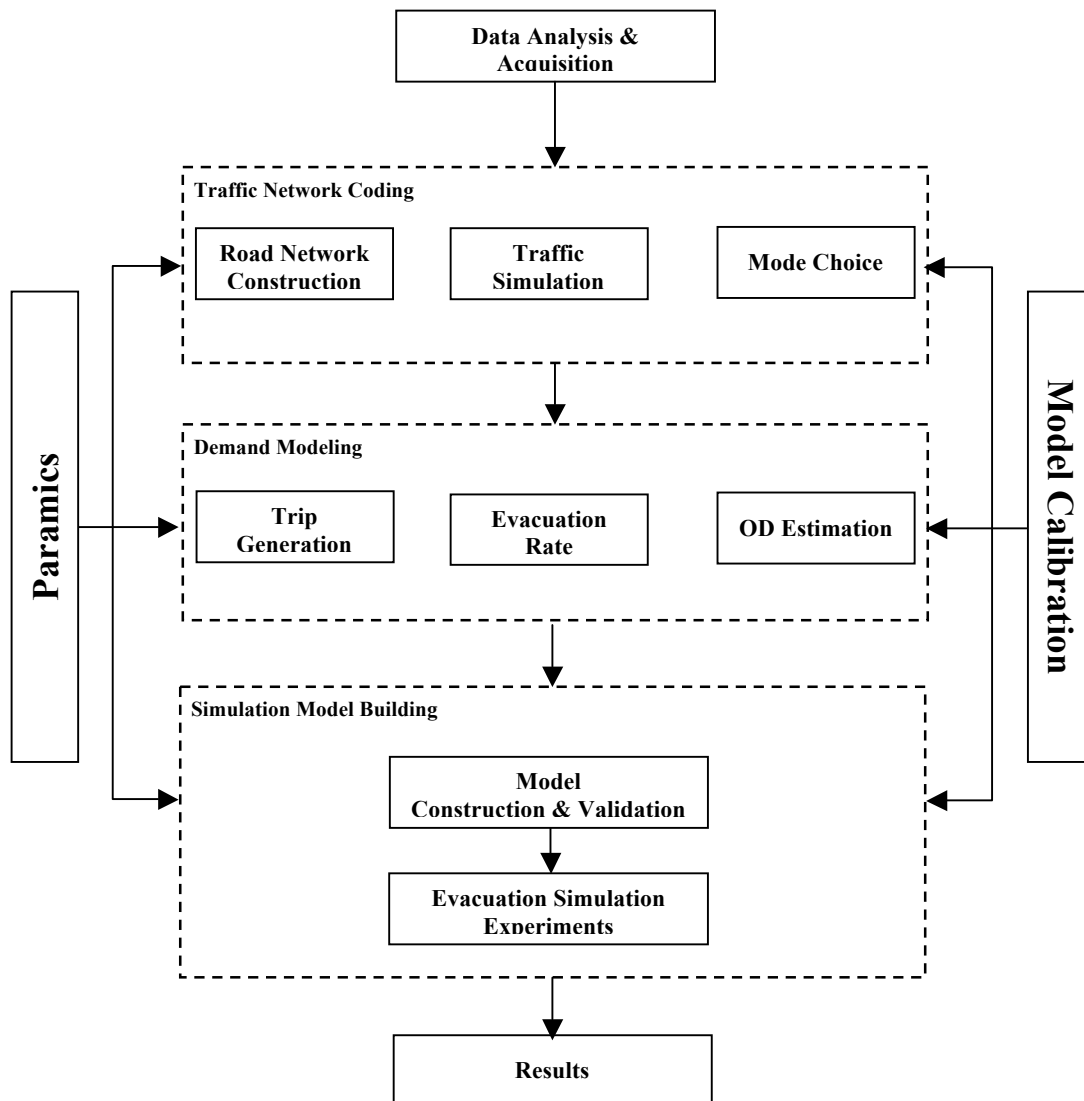 Data Analysis &
Acquisition
Traffic Network Coding
Road Network
Construction
Traffic
Simulation
Mode Choice
Paramics
Model Calibration
Demand Modeling
Trip
Generation
Evacuation
Rate
OD Estimation
Simulation Model Building
Model
Construction & Validation
Evacuation Simulation
Experiments
Results